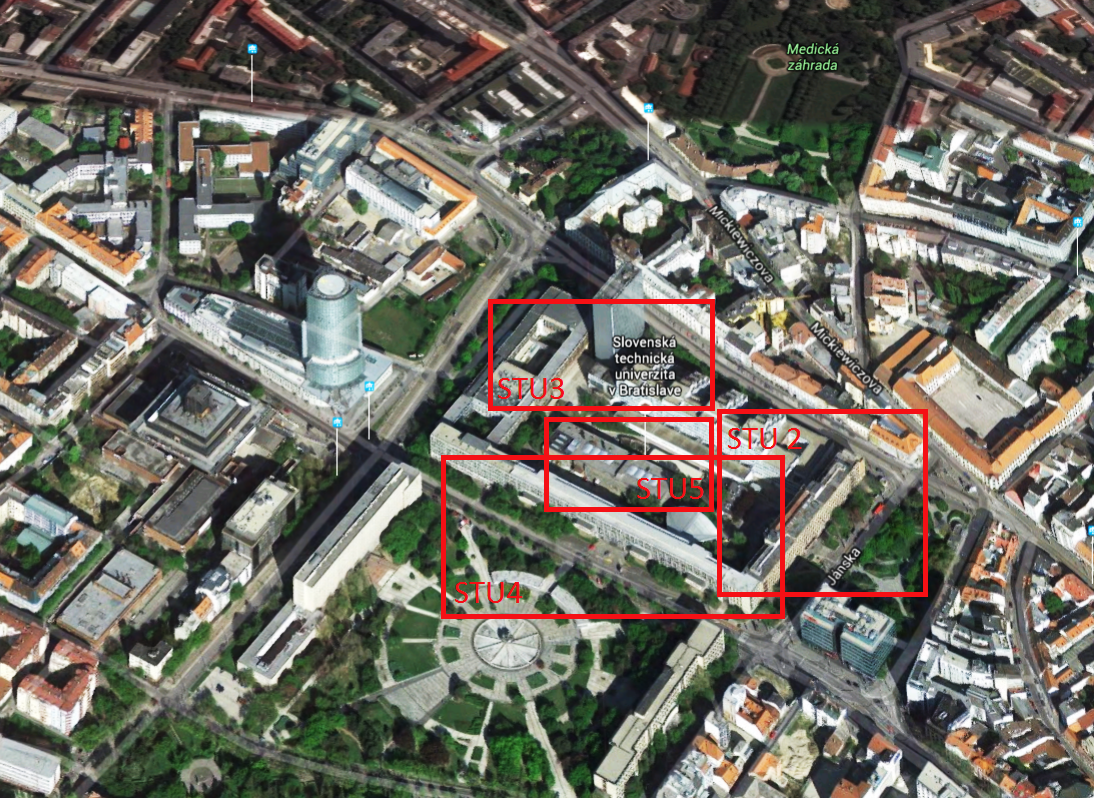 Medická
záhrada
Mickiewiczova
Mickiewiczova
Slovenská
technická
univerzita
v Bratislave
STU3
STU 2
STU5
STU4
Jánska